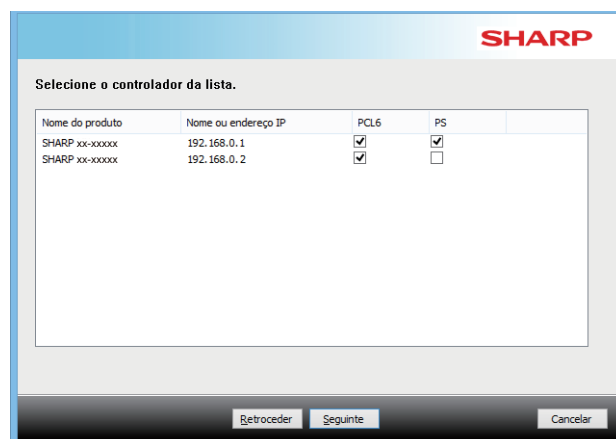 SHARP
Selecione o controlador da lista.
Nome do produto Nome ou endereço IP PCL6 PS
SHARP xx-xxxxx 192.168.0.1
SHARP xx-xxxxx 192.168.0.2
Retroceder Seguinte Cancelar